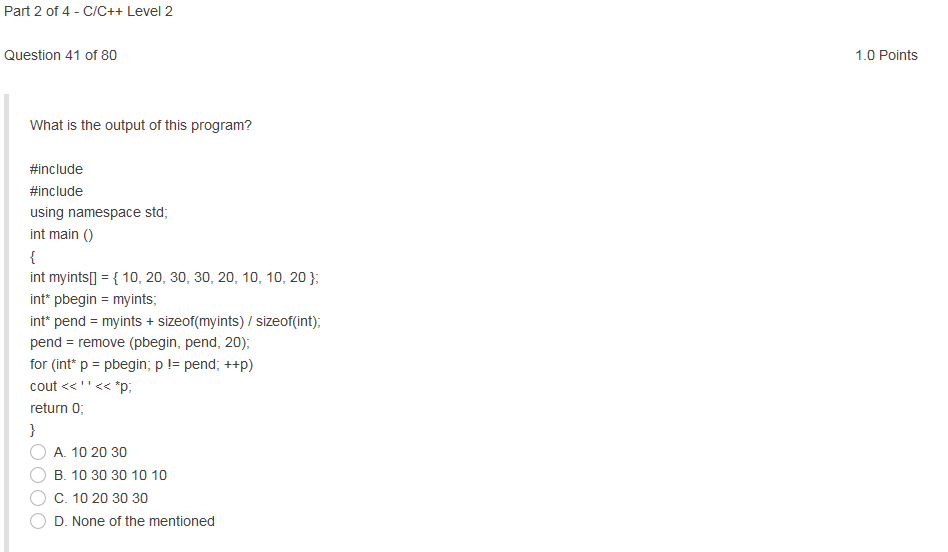 Part 2 of 4 - C/C++ Level 2
Question 41 of 80 1.0 Points
What is the output of this program?
#include
#include
using namespace std;
int main ()
{
int myints[] = { 10, 20, 30, 30, 20, 10, 10, 20 };
int* pbegin = myints;
int* pend = myints + sizeof(myints) / sizeof(int);
pend = remove (pbegin, pend, 20);
for (int* p = pbegin; p != pend; ++p)
cout << ' ' << *p;
return 0;
}
A. 10 20 30
B. 10 30 30 10 10
C. 10 20 30 30
D. None of the mentioned